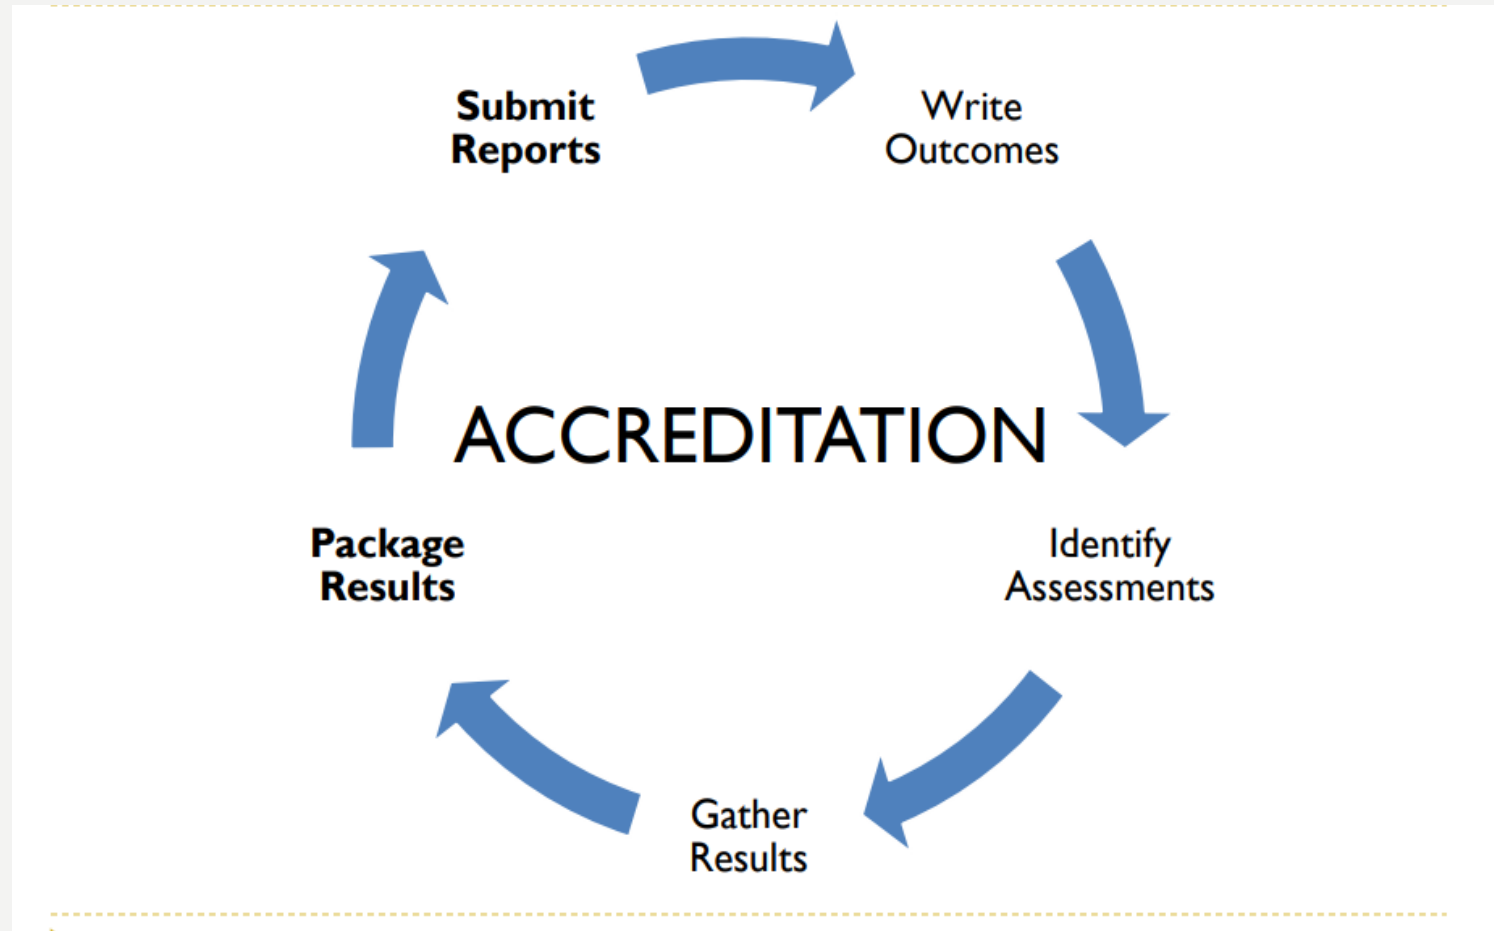 Submit
Reports
Write
Outcomes
ACCREDITATION
Package
Results
Identify
Assessments
Gather
Results